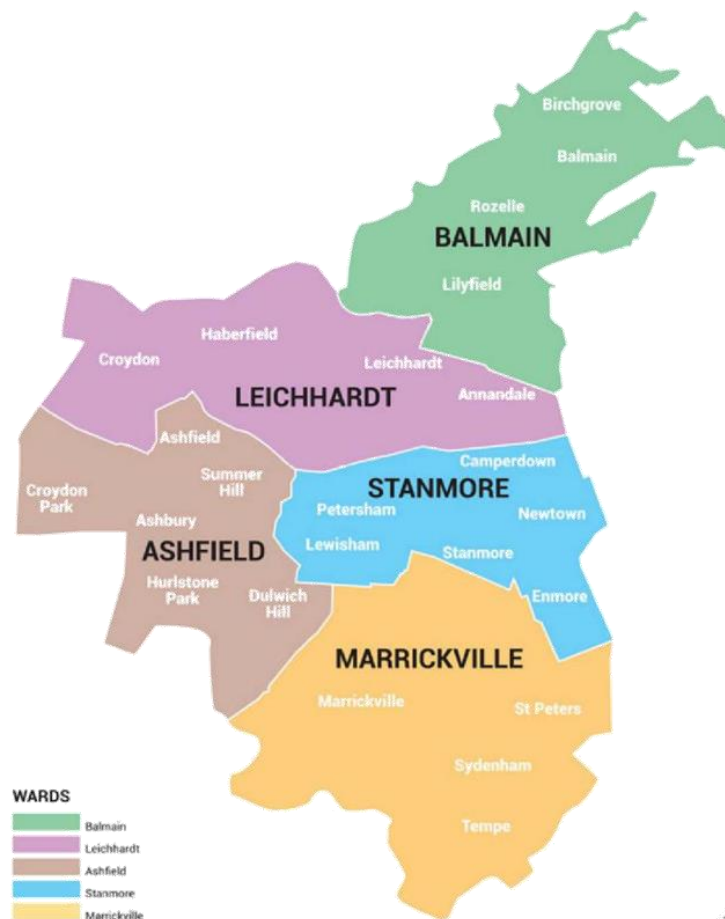 Birchgrove
Balmain
Rozelle
BALMAIN
Lilyfield
Haberfield
Croydon
Leichhardt
LEICHHARDT
Annandale
Ashfield
Summer
Hill
Croydon
Park
Ashbury
ASHFIELD
Hurlstone
Park
Dulwich
Hill
Camperdown
STANMORE
Petersham
Newtown
Lewisham
Stanmore
Enmore
MARRICKVILLE
Marrickville
St Peters
Sydenham
Tempe
WARDS
Balmain
Leichhardt
Ashfield
Stanmore
Marrickville